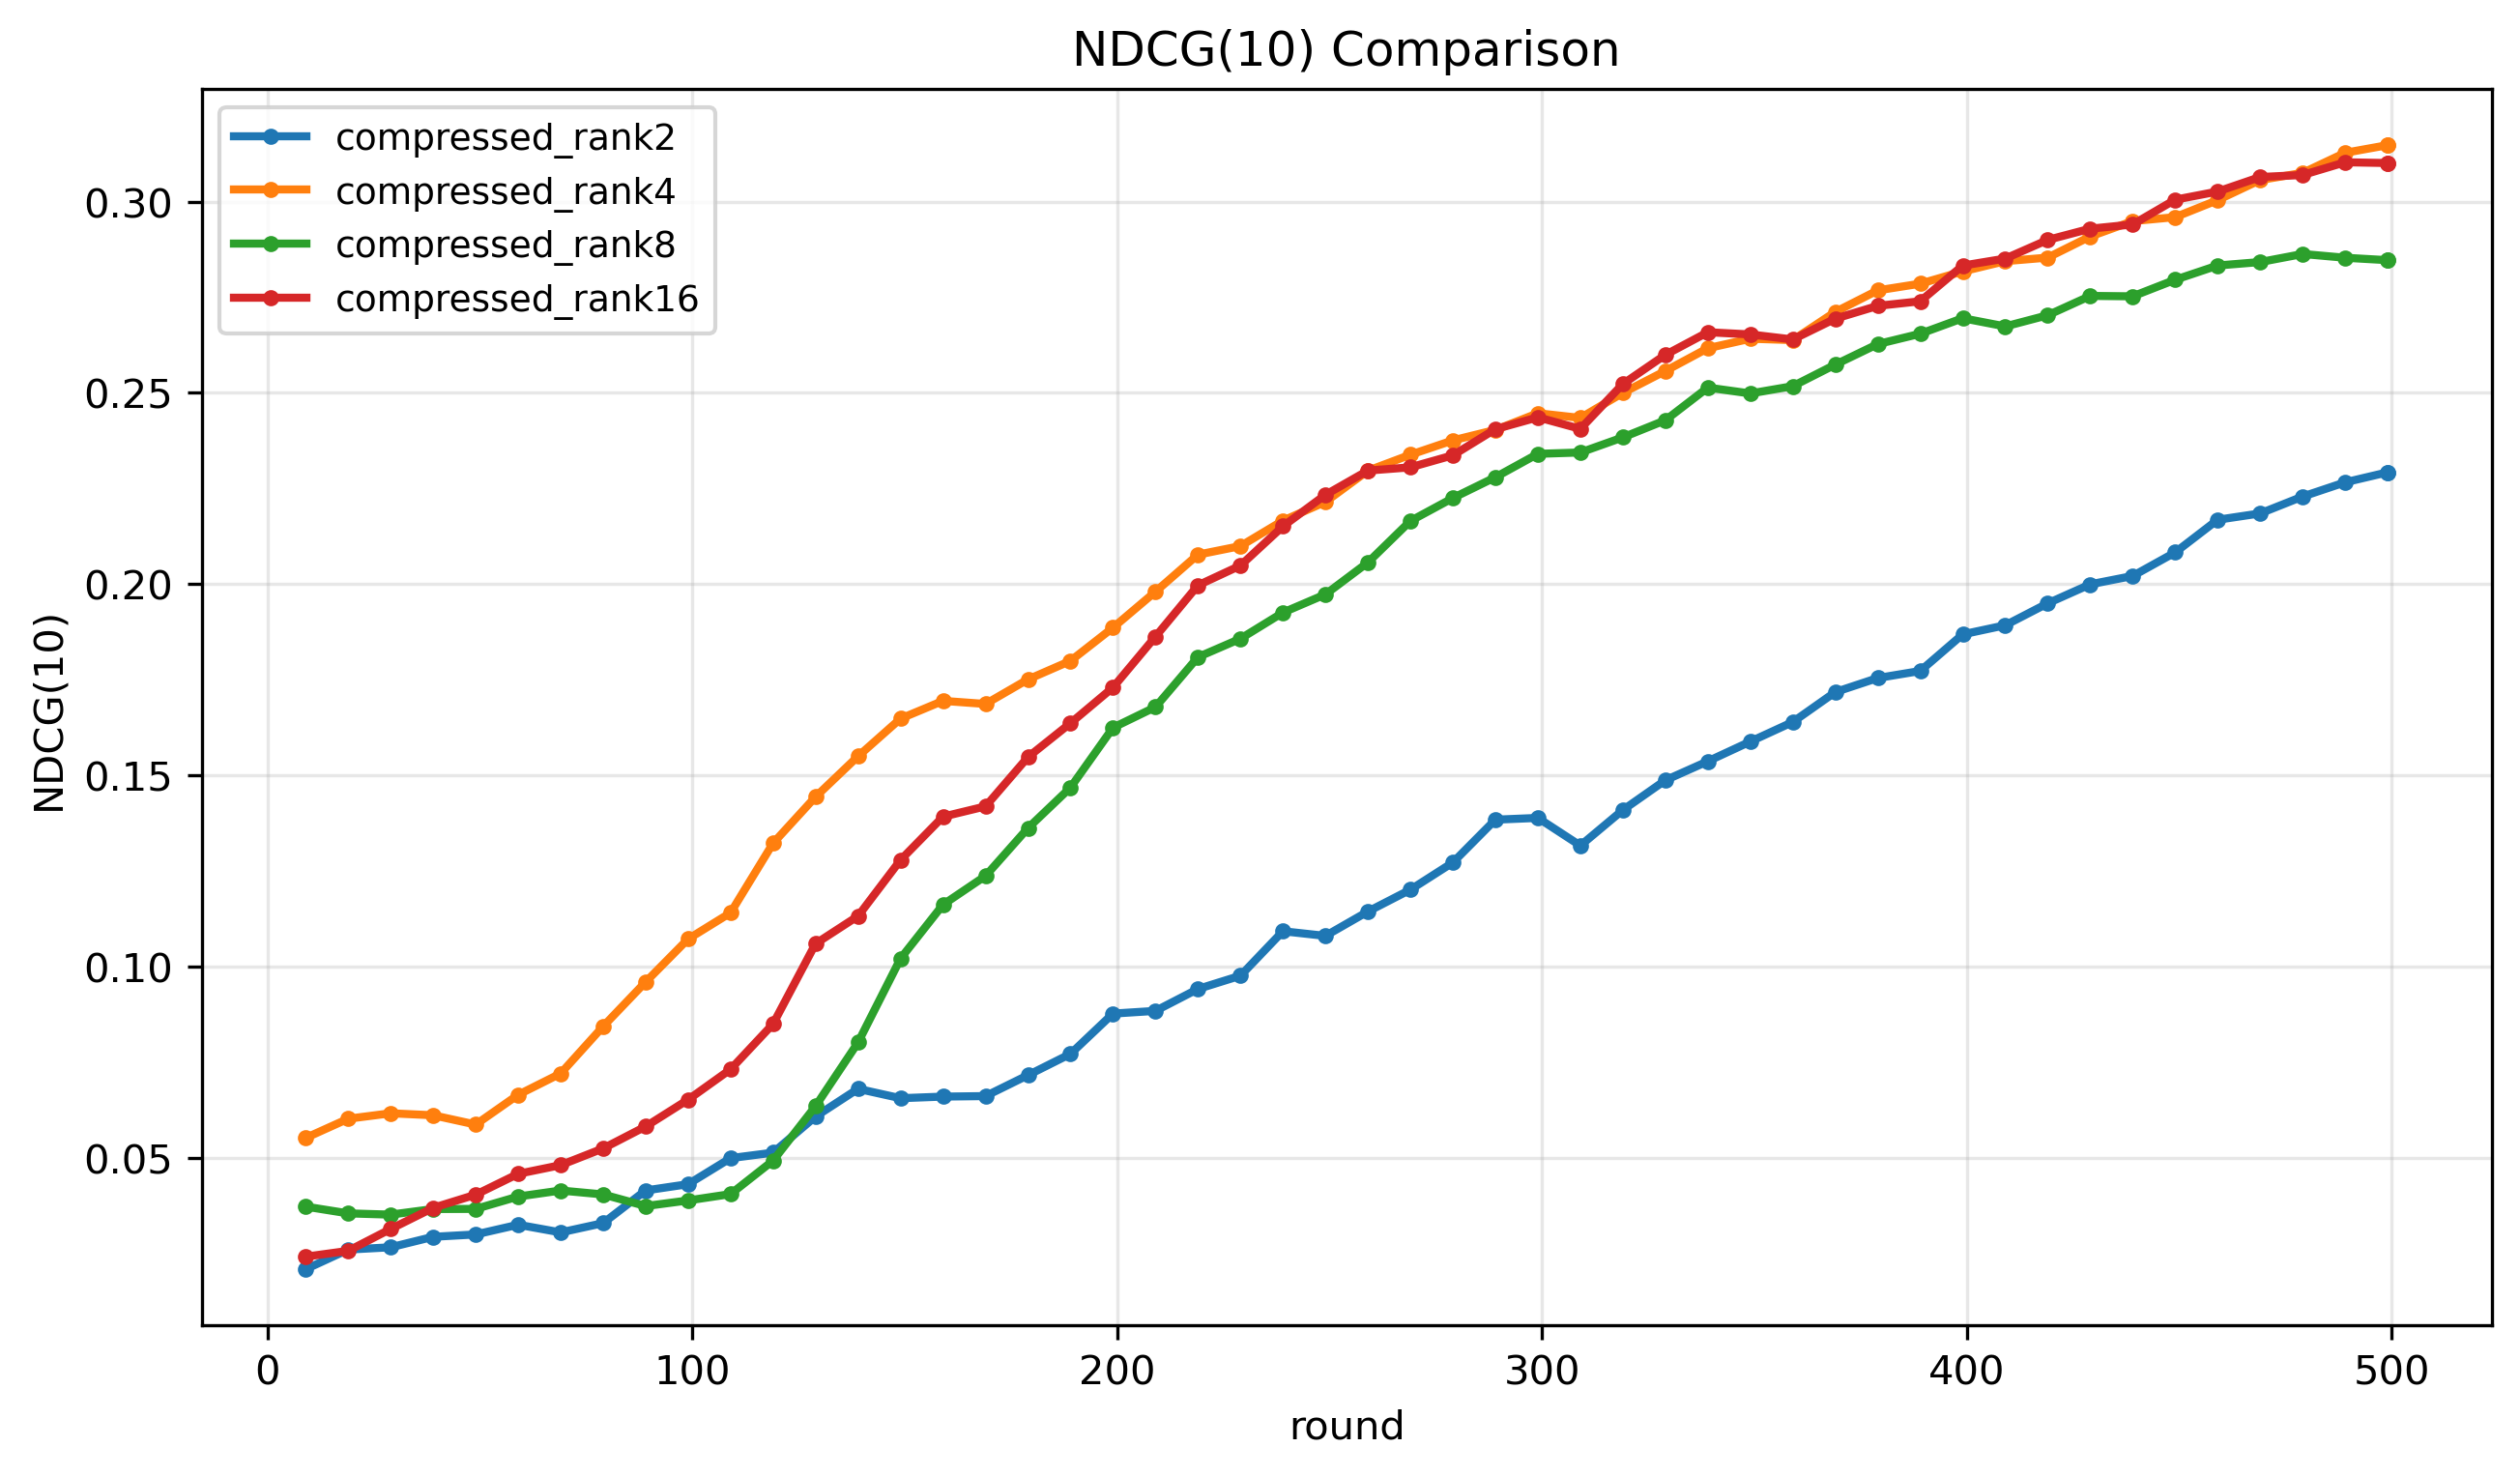 NDCG(10) Comparison
compressed_rank2
compressed_rank4
compressed_rank8
compressed_rank16
NDCG(10)
0.30
0.25
0.20
0.15
0.10
0.05
0
100
200
300
400
500
round